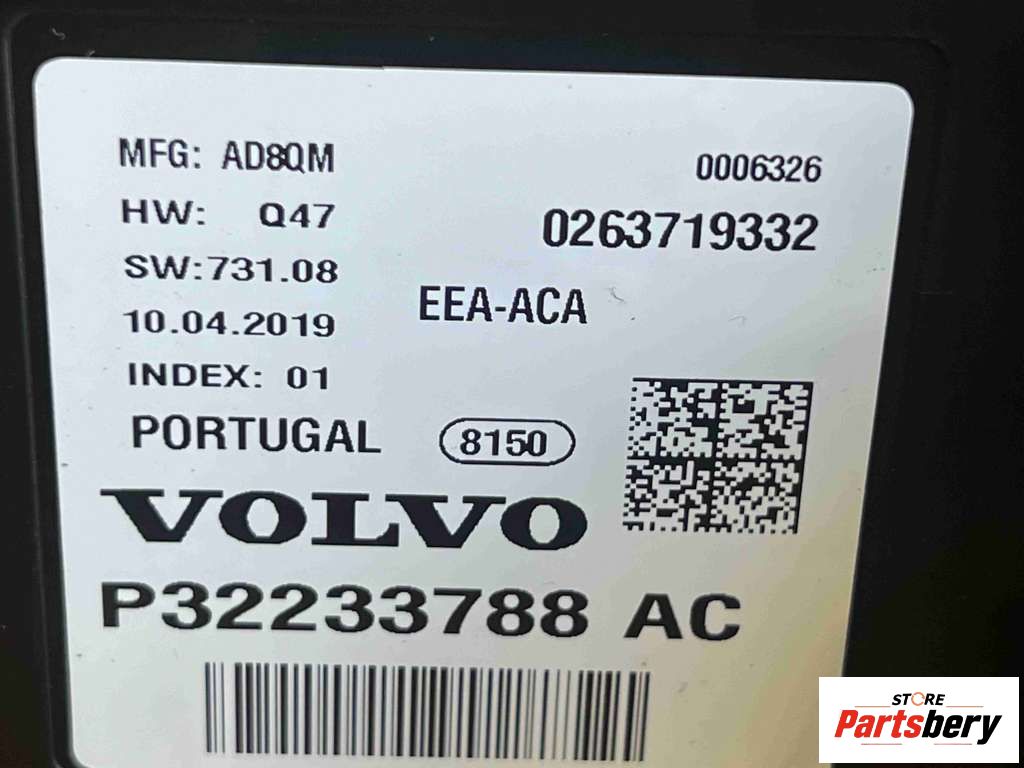 MFG: AD8QM
0006326
HW: Q47
0263719332
SW:731.08
EEA-ACA
10.04.2019
INDEX: 01
PORTUGAL 8150
VOLVO
P32233788 AC
STORE
Partsbery